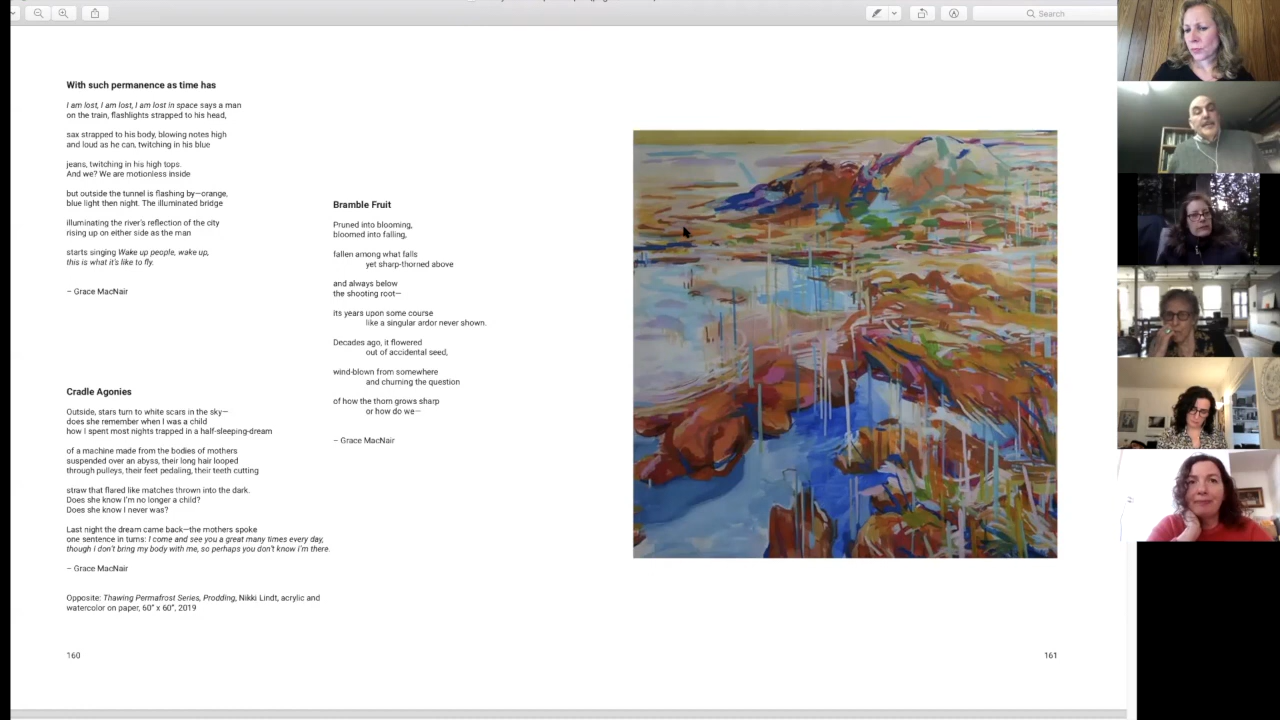 Search
With such permanence as time has
I am lost, I am lost, I am lost in space says a man
on the train, flashlights strapped to his head,
sax strapped to his body, blowing notes high
and loud as he can, twitching in his blue
jeans, twitching in his high tops.
And we? We are motionless inside
but outside the tunnel is flashing by—orange,
blue light then night. The illuminated bridge
illuminating the river's reflection of the city
rising up on either side as the man
starts singing Wake up people, wake up,
this is what it's like to fly.
– Grace MacNair
Cradle Agonies
Outside, stars turn to white scars in the sky—
does she remember when I was a child
how I spent most nights trapped in a half-sleeping-dream
of a machine made from the bodies of mothers
suspended over an abyss, their long hair looped
through pulleys, their feet pedaling, their teeth cutting
straw that flared like matches thrown into the dark.
Does she know I'm no longer a child?
Does she know I never was?
Last night the dream came back—the mothers spoke
one sentence in turns: I come and see you a great many times every day,
though I don't bring my body with me, so perhaps you don't know I'm there.
– Grace MacNair
Opposite: Thawing Permafrost Series, Prodding, Nikki Lindt, acrylic and
watercolor on paper, 60" x 60", 2019
160
Bramble Fruit
Pruned into blooming,
bloomed into falling,
fallen among what falls
yet sharp-thorned above
and always below
the shooting root—
its years upon some course
like a singular ardor never shown.
Decades ago, it flowered
out of accidental seed,
wind-blown from somewhere
and churning the question
of how the thorn grows sharp
or how do we—
– Grace MacNair
161